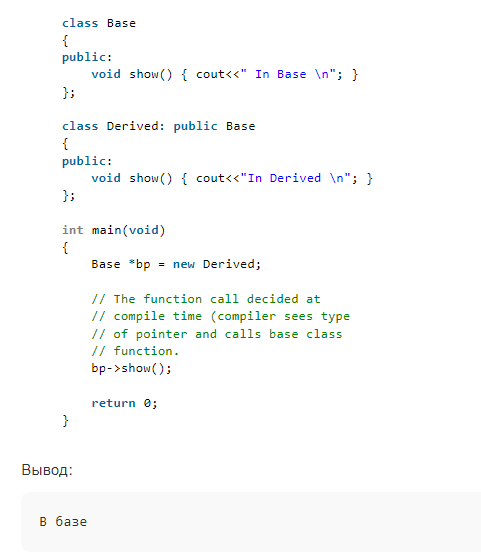 class Base
{
public:
    void show() { cout<<" In Base \n"; }
};

class Derived: public Base
{
public:
    void show() { cout<<"In Derived \n"; }
};

int main(void)
{
    Base *bp = new Derived;

    // The function call decided at
    // compile time (compiler sees type
    // of pointer and calls base class
    // function.
    bp->show();

    return 0;
}
Вывод:
В базе